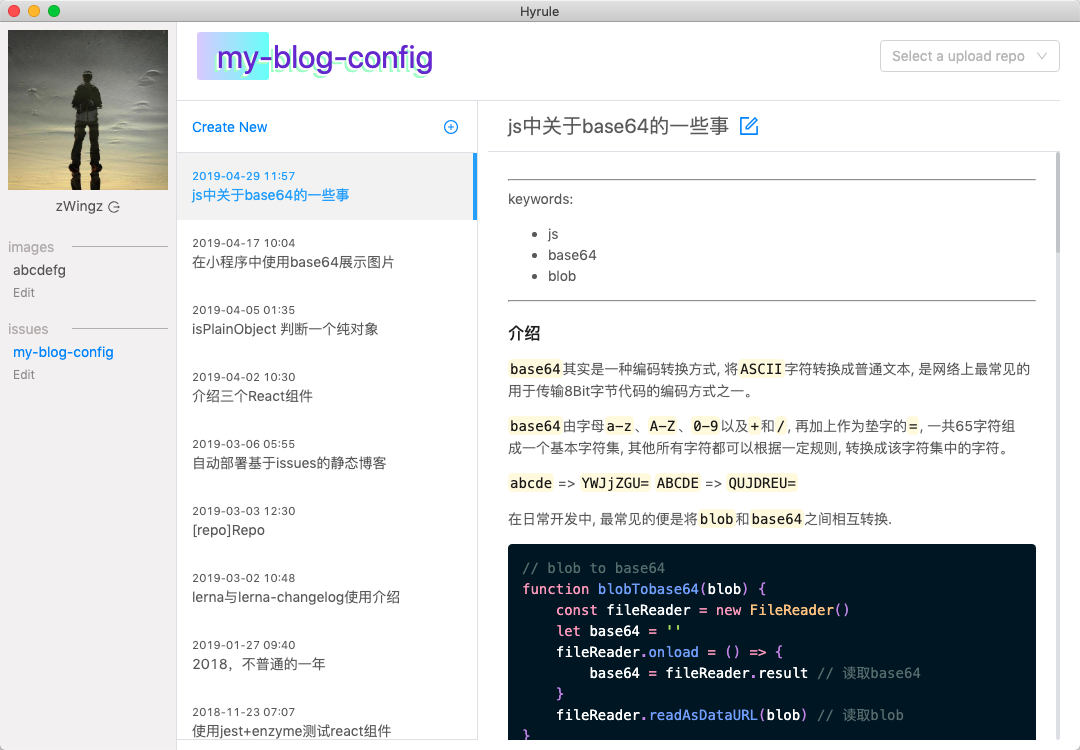 Hyrule
zWingz
images
abcdefg
Edit
issues
my-blog-config
Edit
my-blog-config
Select a upload repo
Create New
2019-04-29 11:57
js中关于base64的一些事
2019-04-17 10:04
在小程序中使用base64展示图片
2019-04-05 01:35
isPlainObject 判断一个纯对象
2019-04-02 10:30
介绍三个React组件
2019-03-06 05:55
自动部署基于issues的静态博客
2019-03-03 12:30
[repo]Repo
2019-03-02 10:48
lerna与lerna-changelog使用介绍
2019-01-27 09:40
2018，不普通的一年
2018-11-23 07:07
使用jest+enzyme测试react组件
js中关于base64的一些事
keywords:
js
base64
blob
介绍
base64其实是一种编码转换方式, 将ASCII字符转换成普通文本, 是网络上最常见的
用于传输8Bit字节代码的编码方式之一。
base64由字母a-z、A-Z、0-9以及+和/, 再加上作为垫字的=, 一共65字符组
成一个基本字符集, 其他所有字符都可以根据一定规则, 转换成该字符集中的字符。
abcde => YWJjZGU= ABCDE => QUJDREU=
在日常开发中, 最常见的便是将blob和base64之间相互转换.
// blob to base64
function blobTobase64(blob) {
const fileReader = new FileReader()
let base64 = ''
fileReader.onload = () => {
base64 = fileReader.result // 读取base64
}
fileReader.readAsDataURL(blob) // 读取blob
}